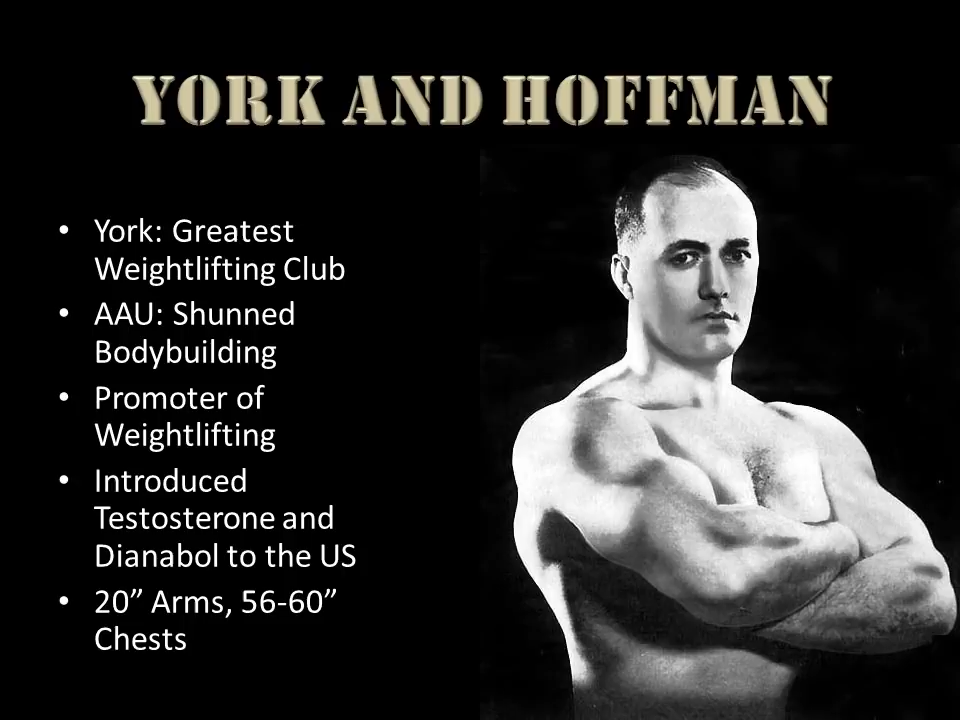 YORK AND HOFFMAN
• York: Greatest
Weightlifting Club
• AAU: Shunned
Bodybuilding
• Promoter of
Weightlifting
• Introduced
Testosterone and
Dianabol to the US
• 20” Arms, 56-60”
Chests